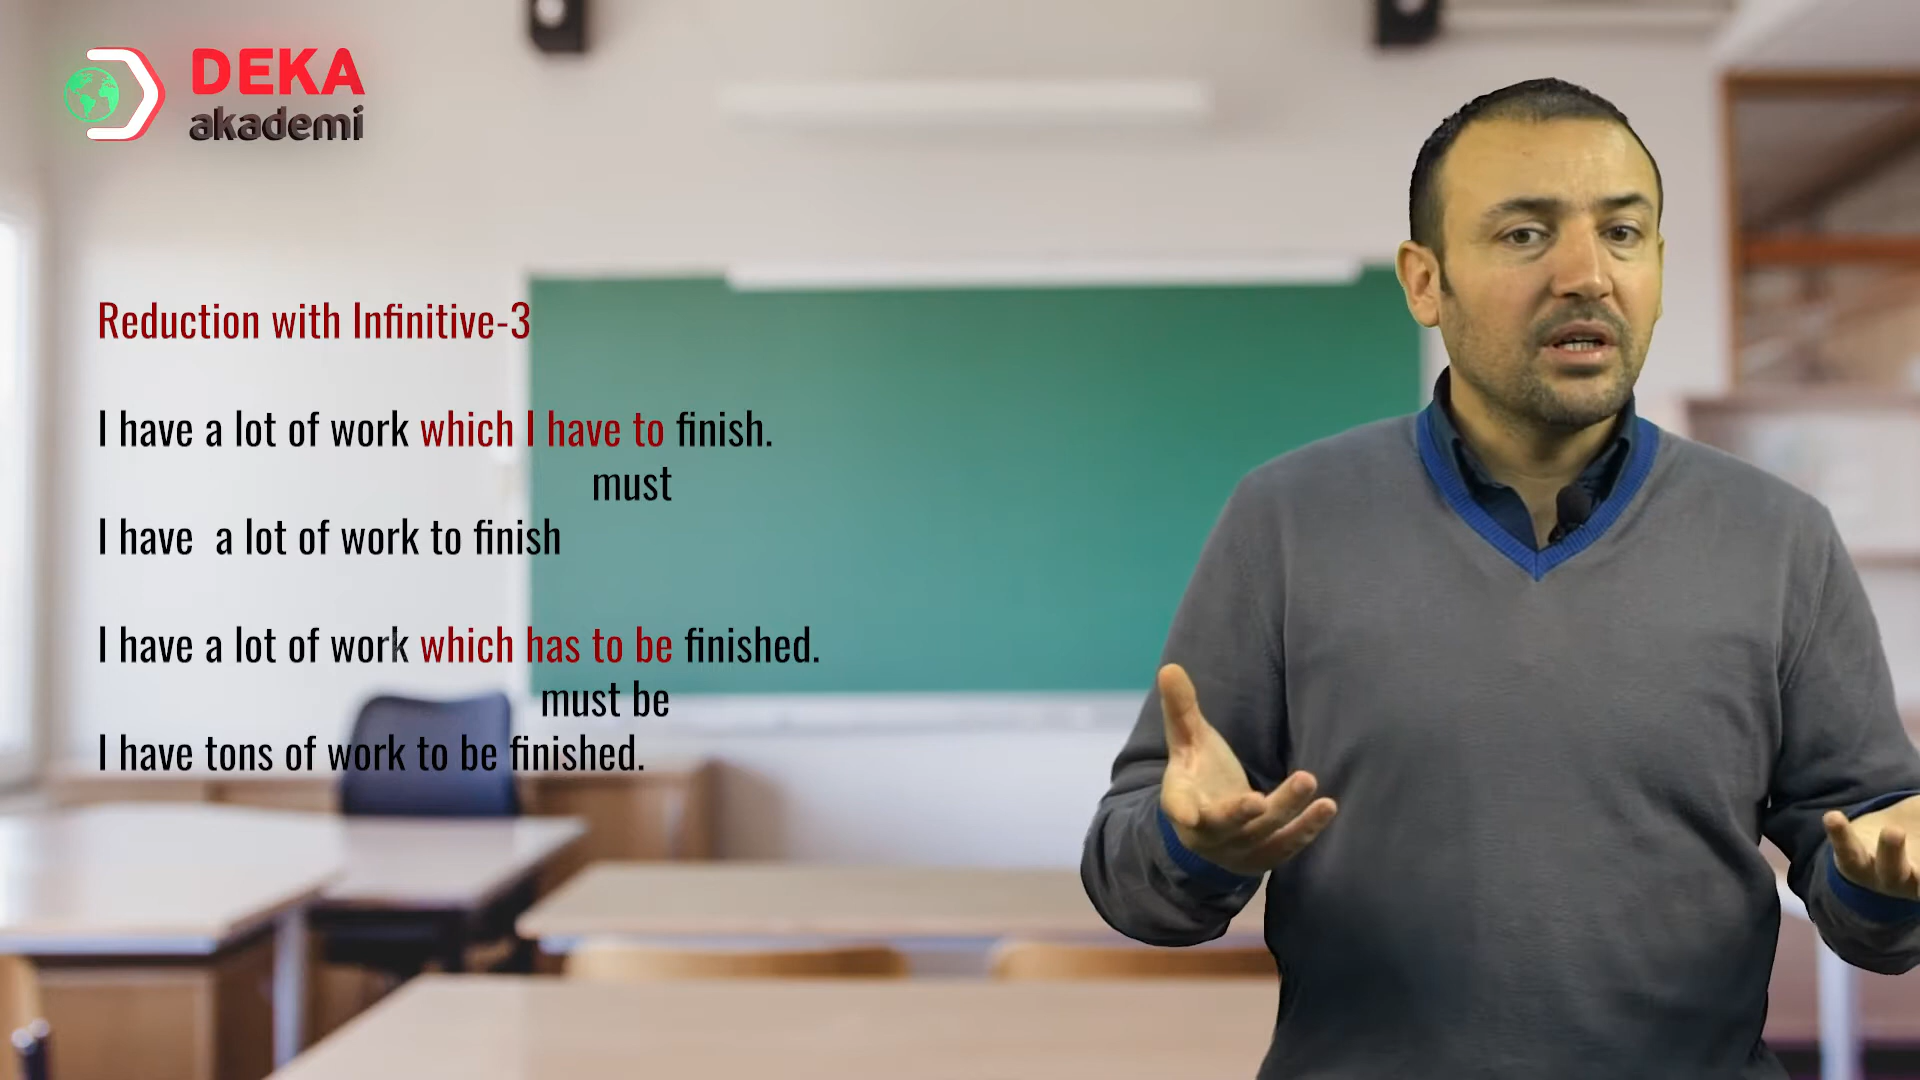 DEKA
akademi
Reduction with Infinitive-3
I have a lot of work which I have to finish.
must
I have a lot of work to finish
I have a lot of work which has to be finished.
must be
I have tons of work to be finished.